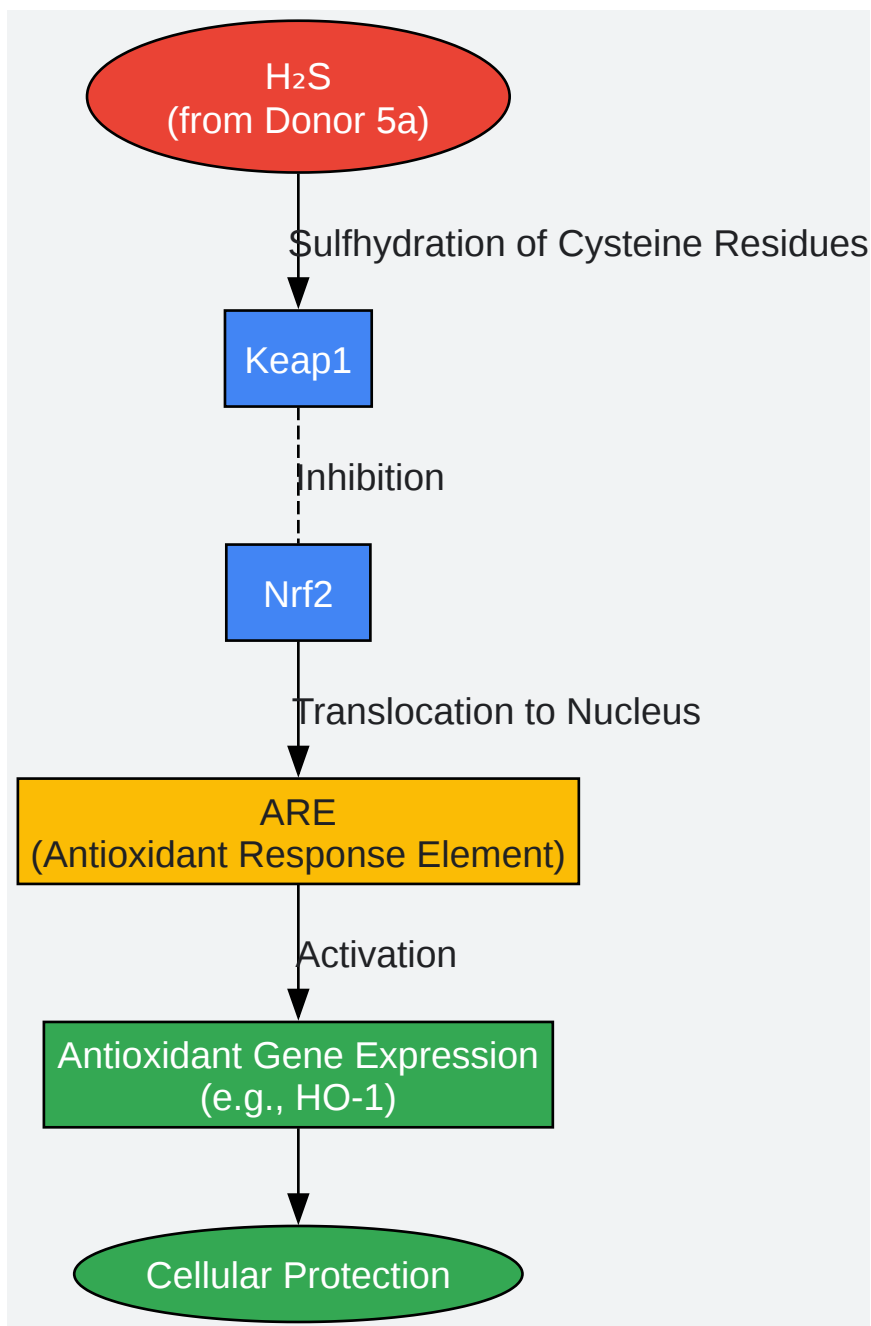 H₂S
(from Donor 5a)
Sulfhydration of Cysteine Residues
Keap1
Inhibition
Nrf2
Translocation to Nucleus
ARE
(Antioxidant Response Element)
Activation
Antioxidant Gene Expression
(e.g., HO-1)
Cellular Protection